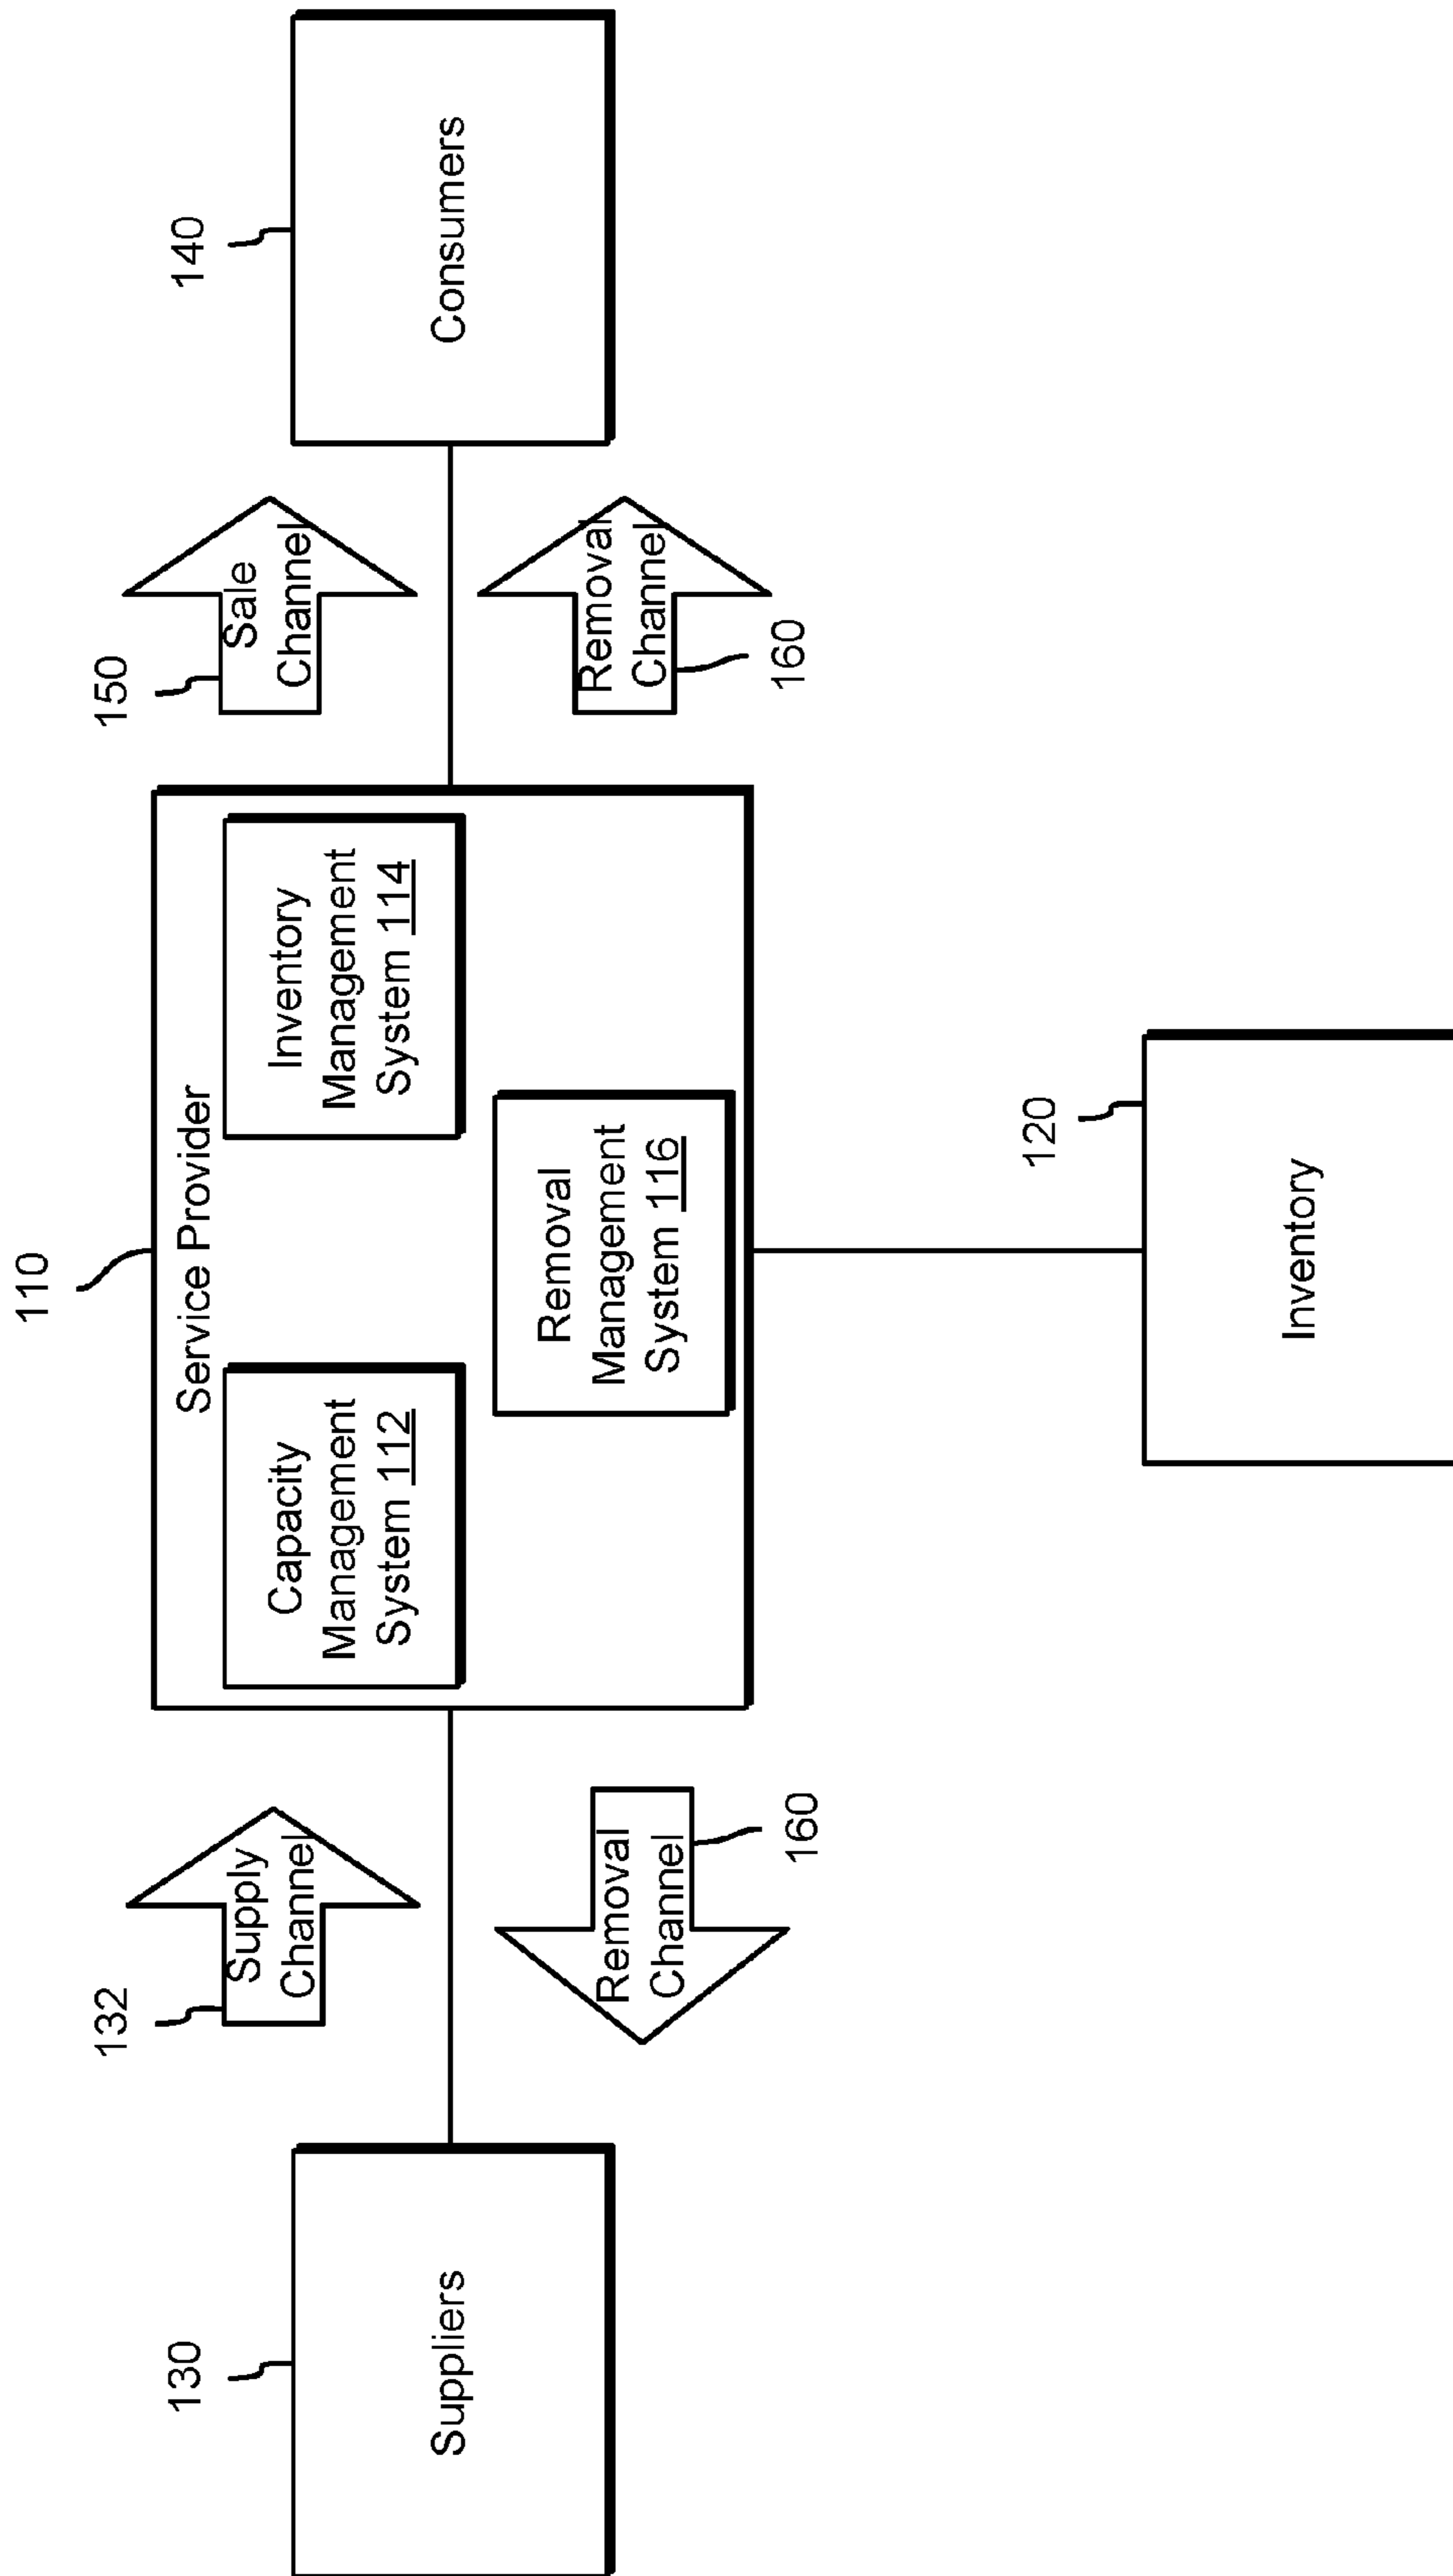 110
Service Provider
130
132
150
140
Supply
Channel
Capacity
Management
System 112
Inventory
Management
System 114
Sale
Channel
Suppliers
Consumers
Removal
Channel
160
Removal
Management
System 116
Removal
Channel
160
120
Inventory